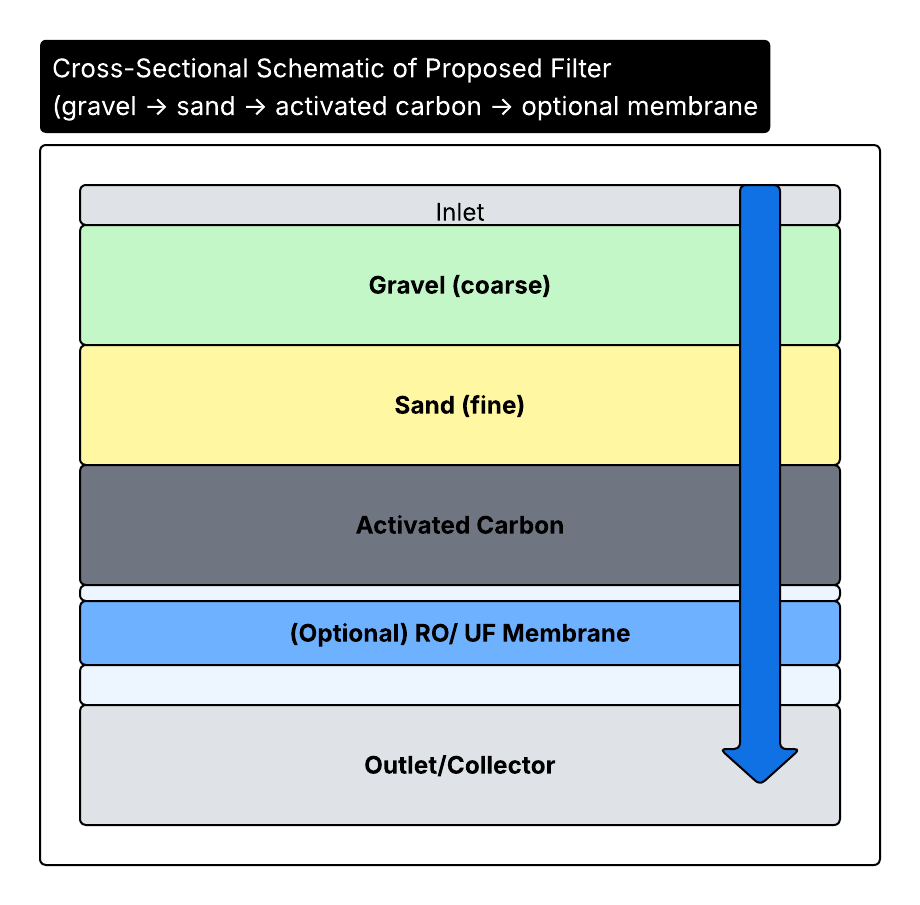 Cross-Sectional Schematic of Proposed Filter
(gravel → sand → activated carbon → optional membrane
Inlet
Gravel (coarse)
Sand (fine)
Activated Carbon
(Optional) RO/ UF Membrane
Outlet/Collector